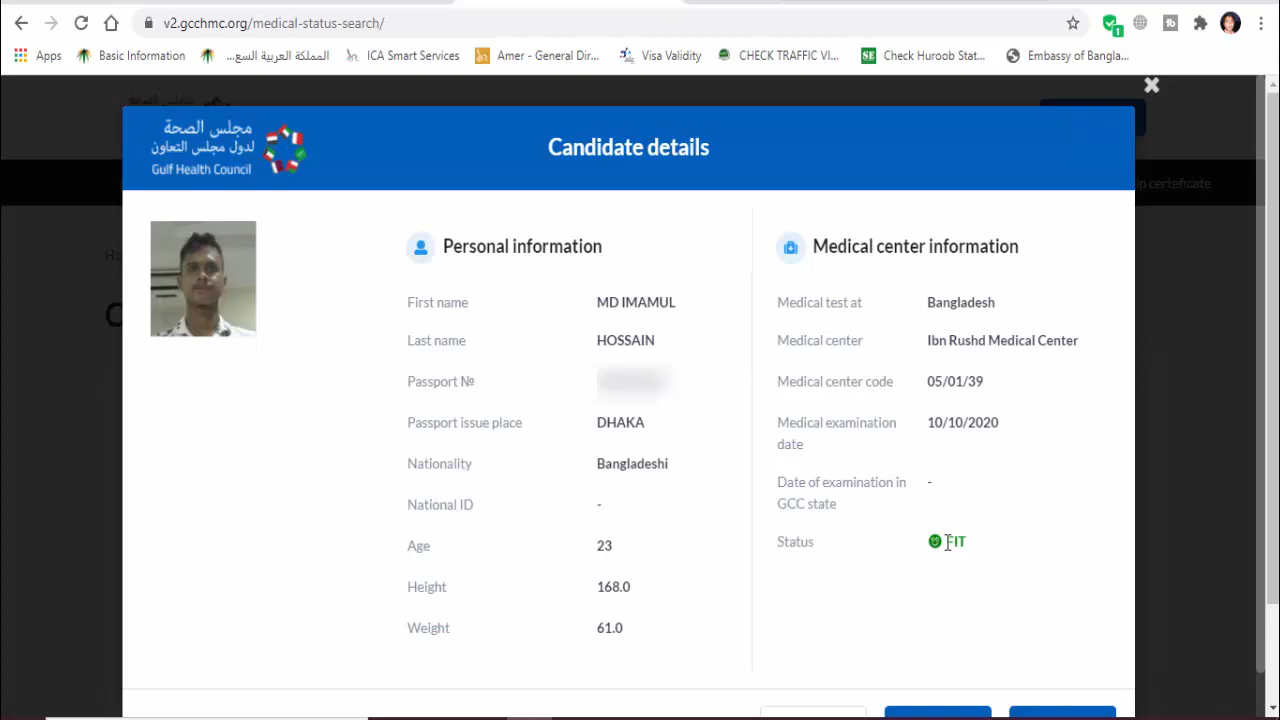 v2.gcchmc.org/medical-status-search/
Apps
Basic Information
المملكة العربية السع...
ICA Smart Services
Amer - General Dir...
Visa Validity
CHECK TRAFFIC VI...
Check Huroob Stat...
Embassy of Bangla...
مجلس الصحة
لدول مجلس التعاون
Gulf Health Council
Candidate details
Personal information
First name MD IMAMUL
Last name HOSSAIN
Passport №
Passport issue place DHAKA
Nationality Bangladeshi
National ID -
Age 23
Height 168.0
Weight 61.0
Medical center information
Medical test at Bangladesh
Medical center Ibn Rushd Medical Center
Medical center code 05/01/39
Medical examination date 10/10/2020
Date of examination in GCC state -
Status FIT